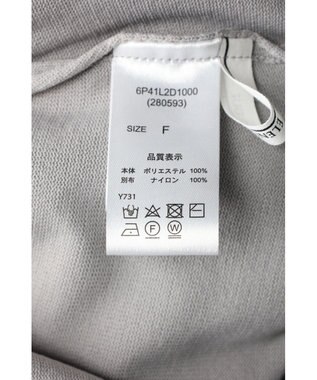 6P41L2D1000
(280593)
SIZE F
品質表示
本体 ポリエステル 100%
別布 ナイロン 100%
Y731
F W
ELE